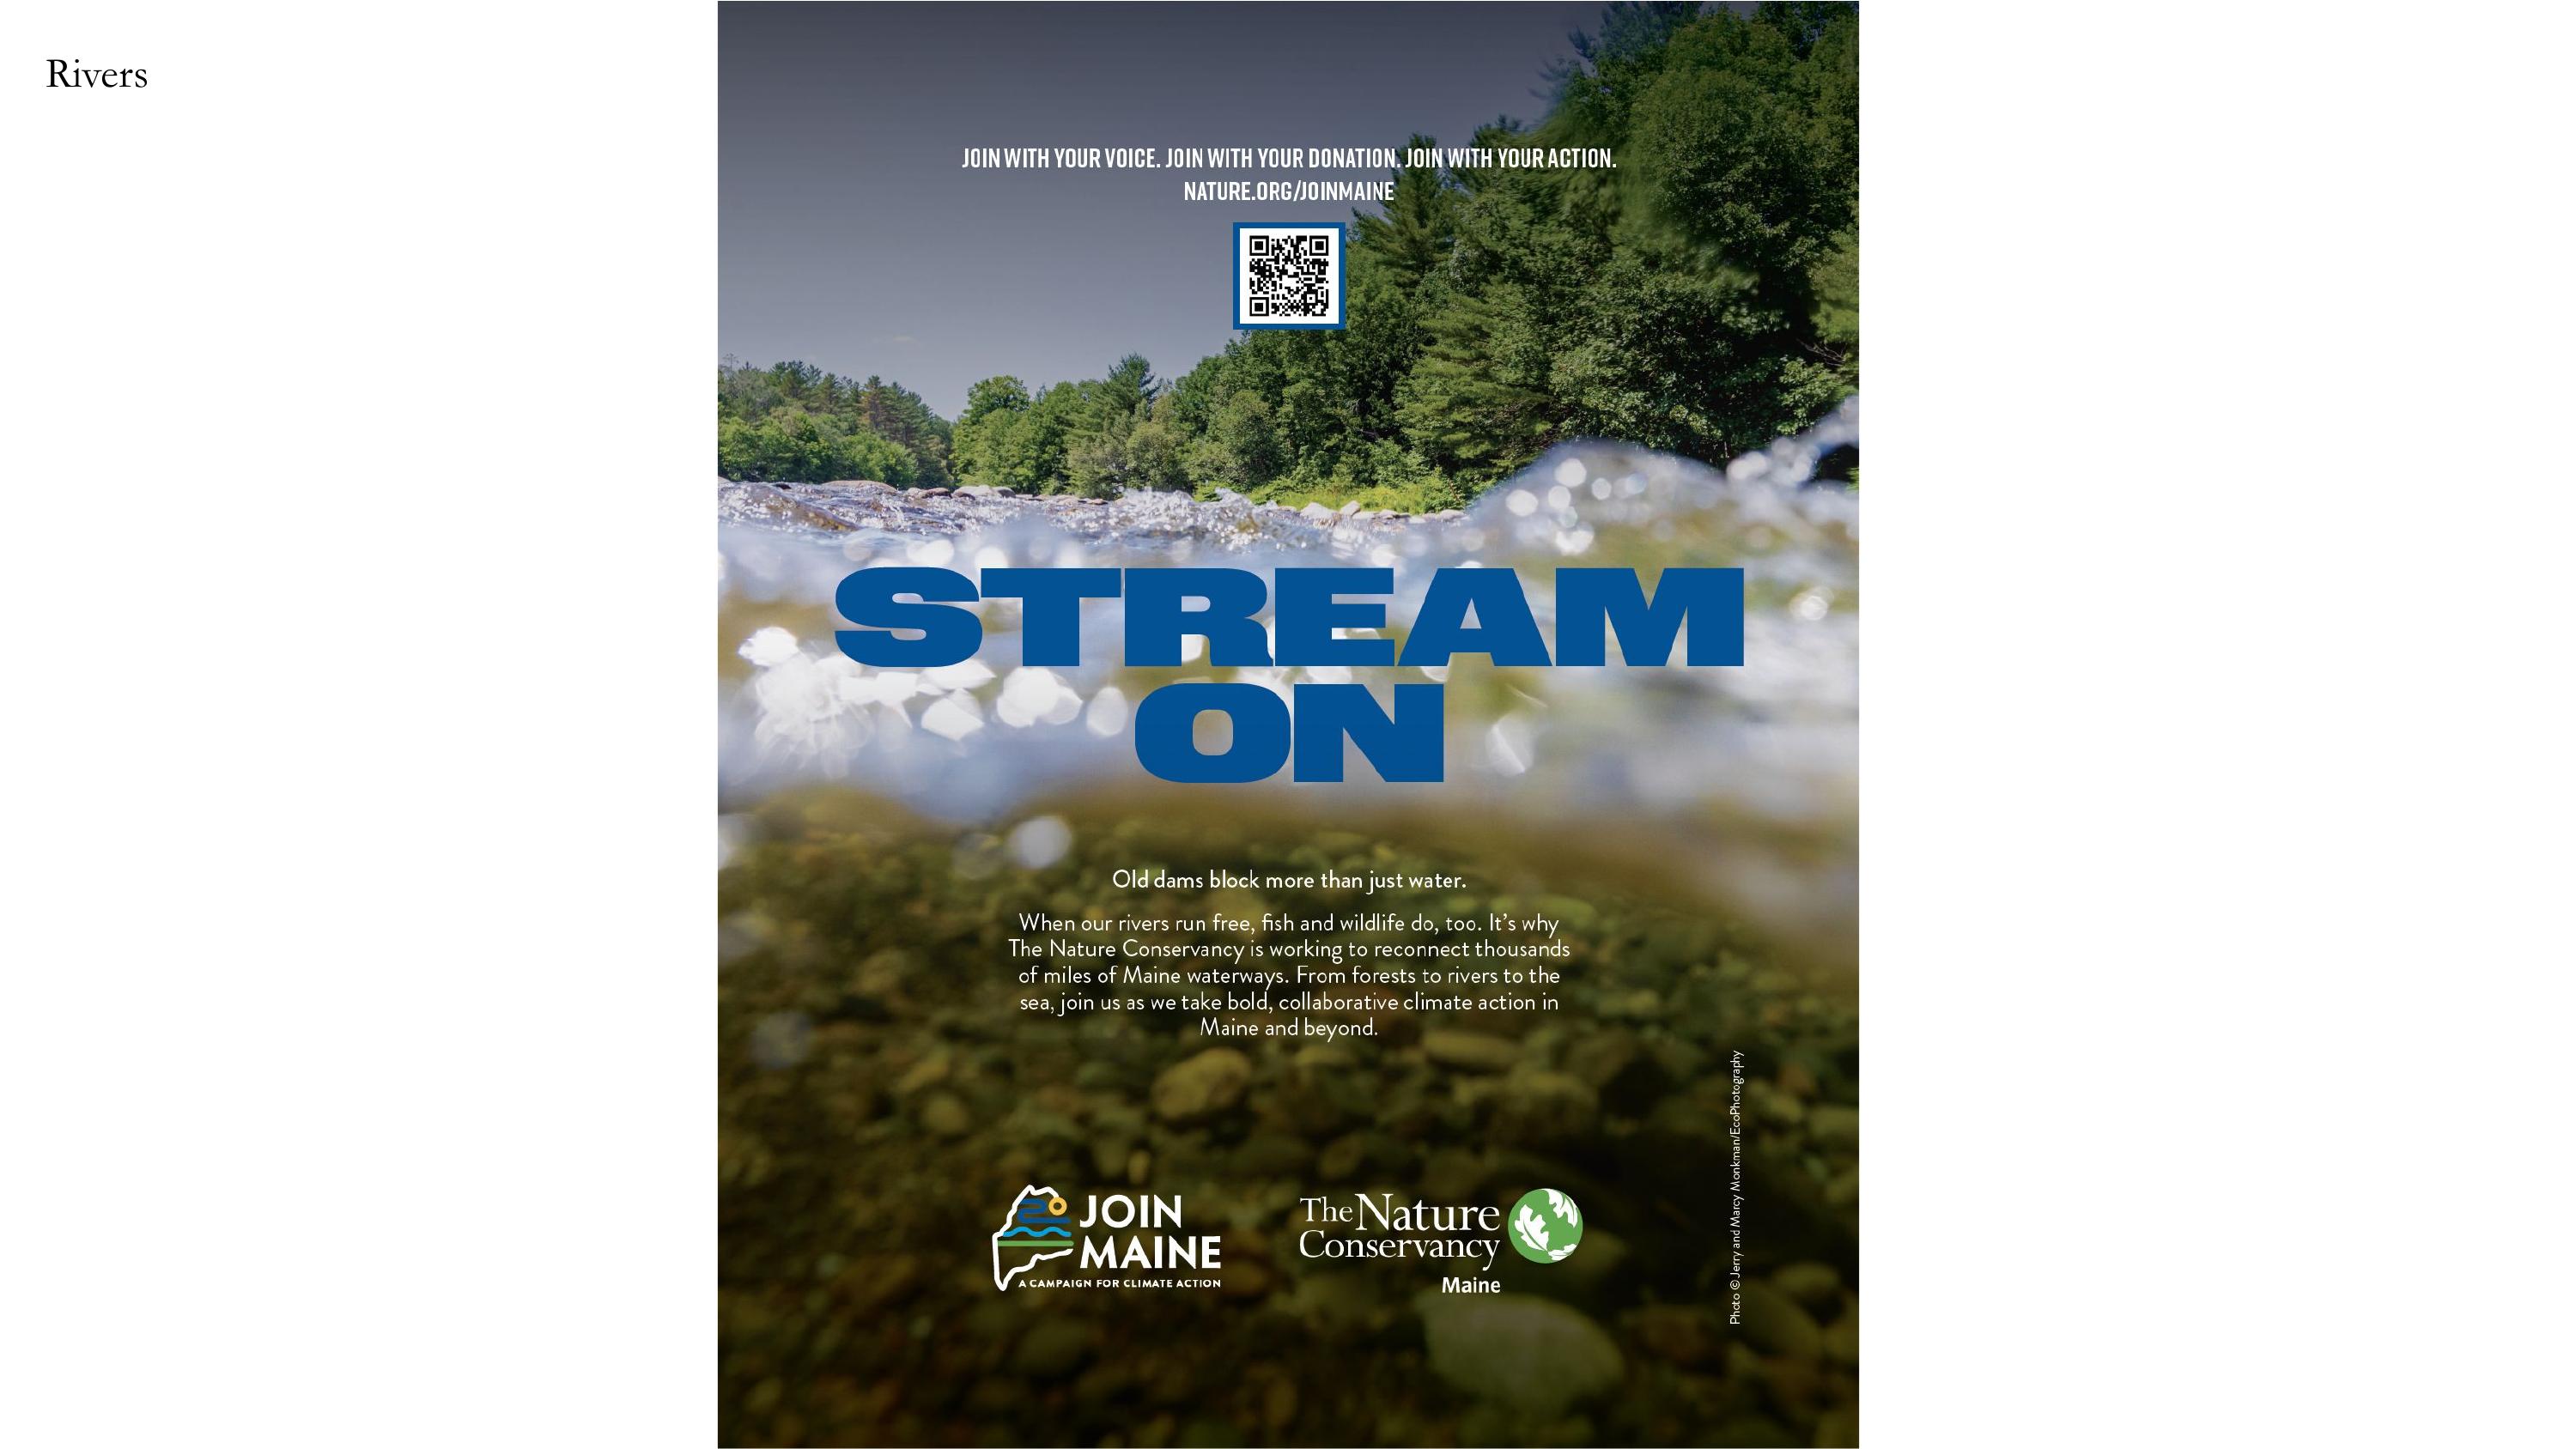 Rivers
JOIN WITH YOUR VOICE. JOIN WITH YOUR DONATION. JOIN WITH YOUR ACTION.
NATURE.ORG/JOINMAINE
STREAM
ON
Old dams block more than just water.
When our rivers run free, fish and wildlife do, too. It’s why
The Nature Conservancy is working to reconnect thousands
of miles of Maine waterways. From forests to rivers to the
sea, join us as we take bold, collaborative climate action in
Maine and beyond.
JOIN
MAINE
A CAMPAIGN FOR CLIMATE ACTION
The Nature
Conservancy
Maine
Photo © Jerry and Marcy Monkman/EcoPhotography